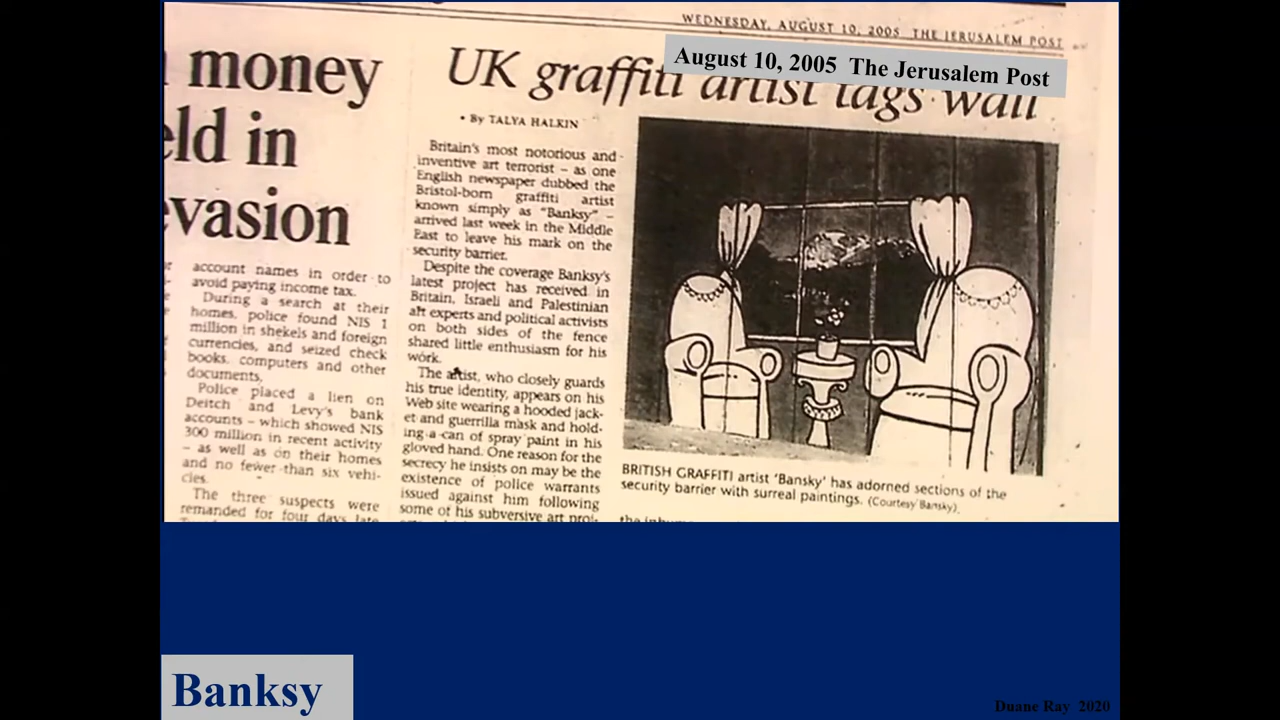 WEDNESDAY, AUGUST 10, 2005 THE JERUSALEM POST
August 10, 2005 The Jerusalem Post
UK graffiti artist tags wall
money
eld in
evasion
account names in order to
avoid paying income tax.
During a search at their
homes, police found NIS 1
million in shekels and foreign
currencies, and seized check
books, computers and other
documents.
Police placed a lien on
Deitch and Levy's bank
accounts – which showed NIS
300 million in recent activity
– as well as on their homes
and no fewer than six vehi-
cles.
The three suspects were
remanded for four days late
• By TALYA HALKIN
Britain's most notorious and
inventive art terrorist – as one
English newspaper dubbed the
Bristol-born graffiti artist
known simply as "Banksy" –
arrived last week in the Middle
East to leave his mark on the
security barrier.
Despite the coverage Banksy's
latest project has received in
Britain, Israeli and Palestinian
art experts and political activists
on both sides of the fence
shared little enthusiasm for his
work.
The artist, who closely guards
his true identity, appears on his
Web site wearing a hooded jack-
et and guerrilla mask and hold-
ing a can of spray paint in his
gloved hand. One reason for the
secrecy he insists on may be the
existence of police warrants
issued against him following
some of his subversive art proj-
BRITISH GRAFFITI artist 'Bansky' has adorned sections of the
security barrier with surreal paintings. (Courtesy Bansky).
Banksy
Duane Ray 2020